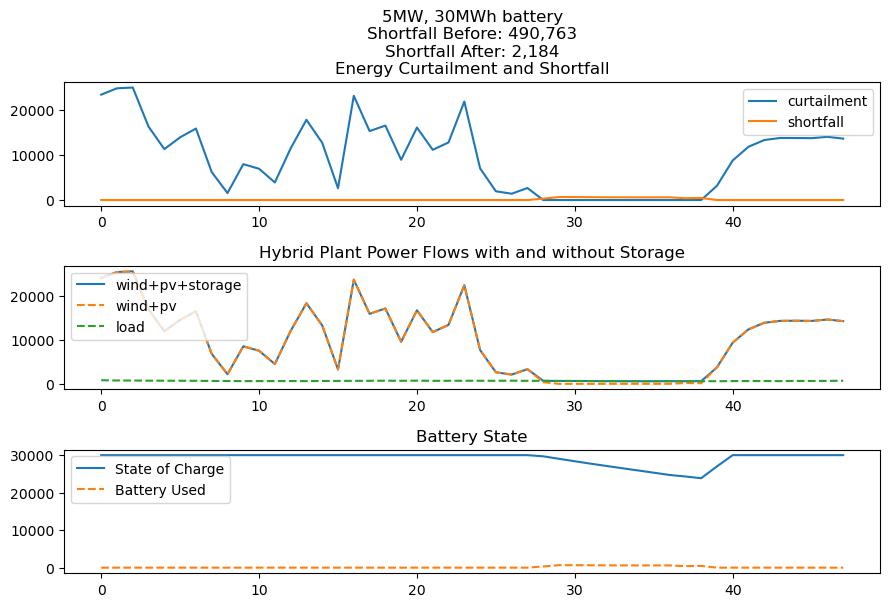 5MW, 30MWh battery
Shortfall Before: 490,763
Shortfall After: 2,184
Energy Curtailment and Shortfall
20000
10000
0
curtailment
shortfall
0 10 20 30 40
Hybrid Plant Power Flows with and without Storage
20000
10000
0
wind+pv+storage
wind+pv
load
0 10 20 30 40
Battery State
30000
20000
10000
0
State of Charge
Battery Used
0 10 20 30 40